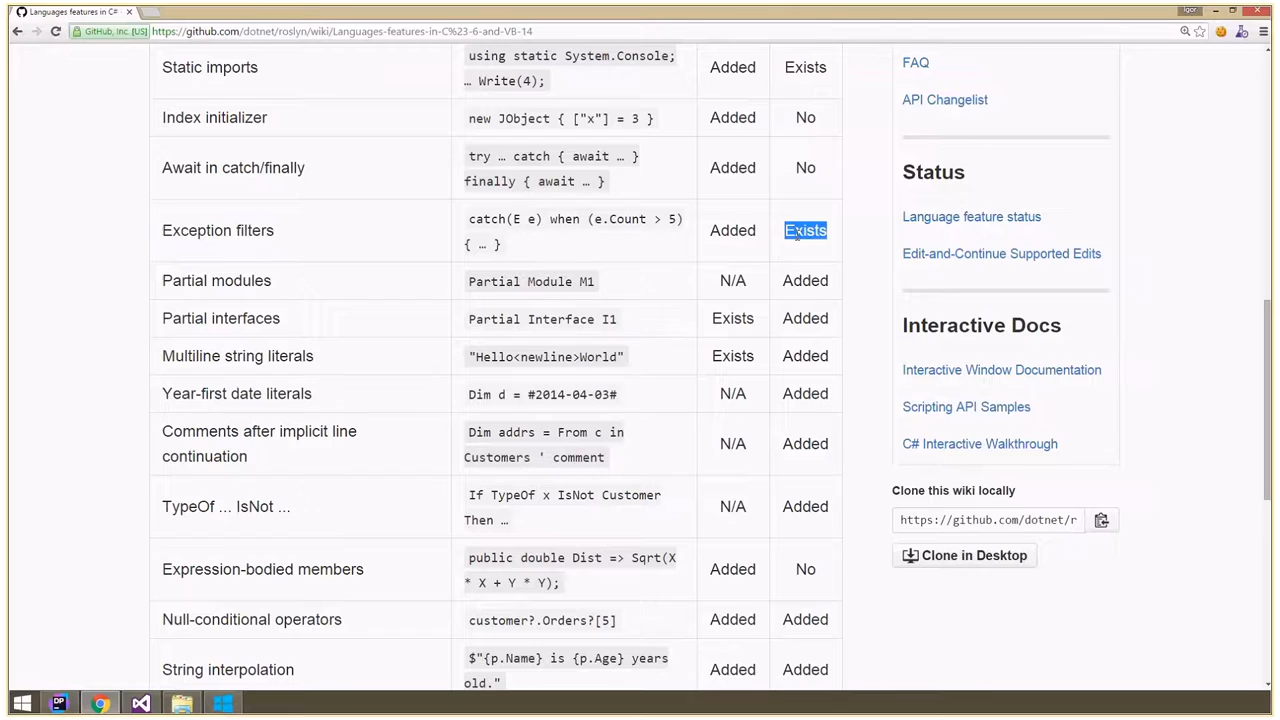 Languages features in C#
Igor
GitHub, Inc. [US]
https://github.com/dotnet/roslyn/wiki/Languages-features-in-C%23-6-and-VB-14
Static imports
using static System.Console;
… Write(4);
Added
Exists
Index initializer
new JObject { ["x"] = 3 }
Added
No
Await in catch/finally
try … catch { await … }
finally { await … }
Added
No
Exception filters
catch(E e) when (e.Count > 5)
{ … }
Added
Exists
Partial modules
Partial Module M1
N/A
Added
Partial interfaces
Partial Interface I1
Exists
Added
Multiline string literals
"Hello<newline>World"
Exists
Added
Year-first date literals
Dim d = #2014-04-03#
N/A
Added
Comments after implicit line
continuation
Dim addrs = From c in
Customers ' comment
N/A
Added
TypeOf ... IsNot ...
If TypeOf x IsNot Customer
Then …
N/A
Added
Expression-bodied members
public double Dist => Sqrt(X
* X + Y * Y);
Added
No
Null-conditional operators
customer?.Orders?[5]
Added
Added
String interpolation
$"{p.Name} is {p.Age} years
old."
Added
Added
FAQ
API Changelist
Status
Language feature status
Edit-and-Continue Supported Edits
Interactive Docs
Interactive Window Documentation
Scripting API Samples
C# Interactive Walkthrough
Clone this wiki locally
https://github.com/dotnet/r
Clone in Desktop
DP